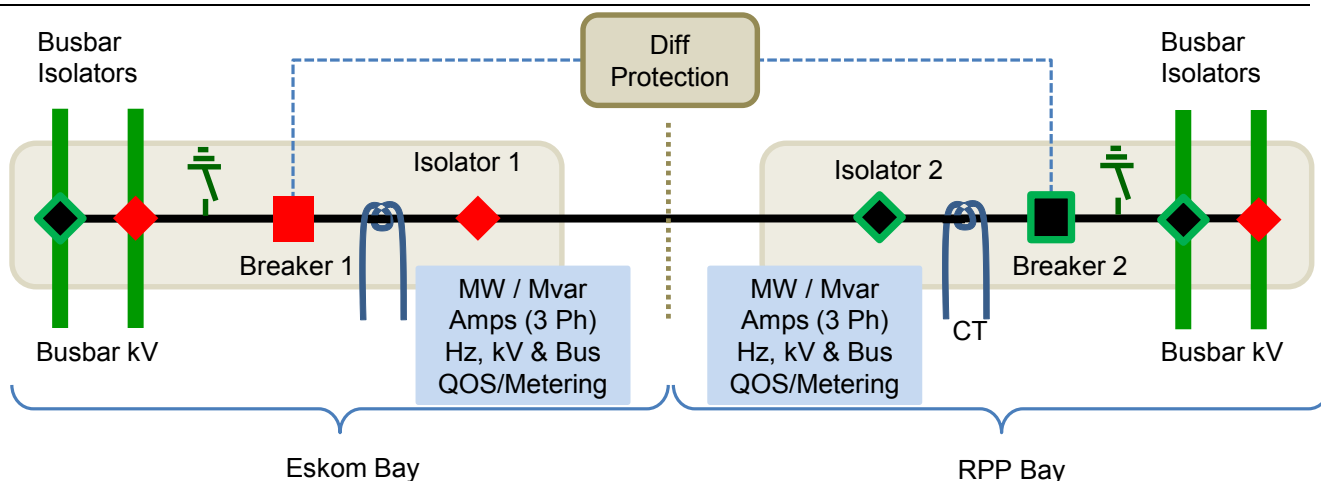 Busbar
Isolators
Diff
Protection
Busbar
Isolators
Isolator 1
Isolator 2
Breaker 1
Breaker 2
MW / Mvar
Amps (3 Ph)
Hz, kV & Bus
QOS/Metering
MW / Mvar
Amps (3 Ph)
Hz, kV & Bus
QOS/Metering
CT
Busbar kV
Busbar kV
Eskom Bay
RPP Bay